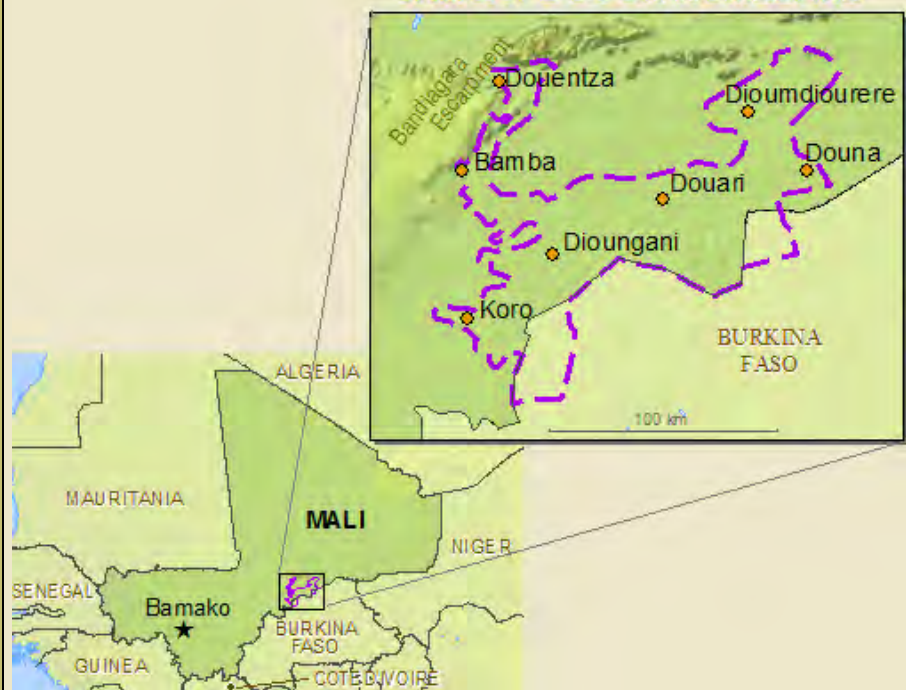 Bandiagara
Escarpment
Douentza
Dioumdiourere
Bamba
Douna
Douari
Dioungani
Koro
BURKINA
FASO
100 km
ALGERIA
MAURITANIA
MALI
NIGER
SENEGAL
Bamako
BURKINA
FASO
GUINEA
COTE D'IVOIRE